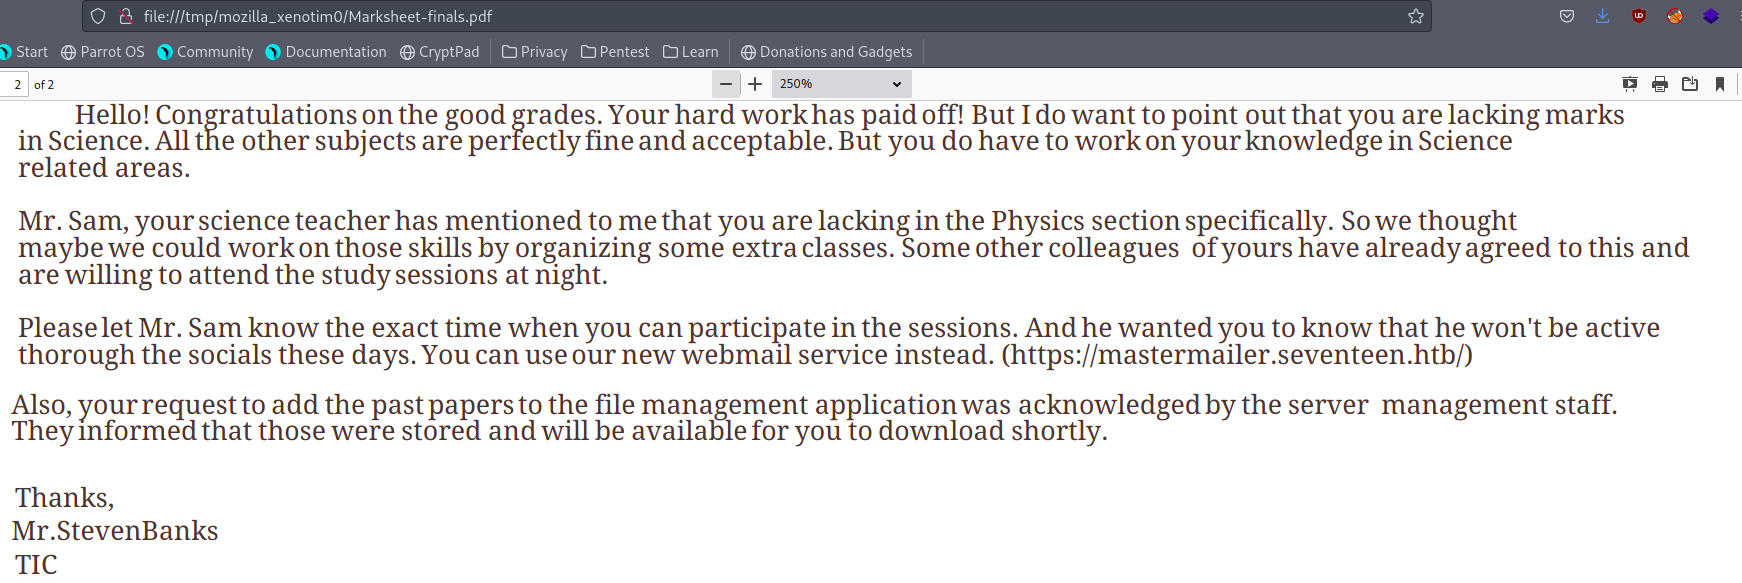 file:///tmp/mozilla_xenotim0/Marksheet-finals.pdf
Start Parrot OS Community Documentation CryptPad Privacy Pentest Learn Donations and Gadgets
2 of 2 250%
Hello! Congratulations on the good grades. Your hard work has paid off! But I do want to point out that you are lacking marks
in Science. All the other subjects are perfectly fine and acceptable. But you do have to work on your knowledge in Science
related areas.
Mr. Sam, your science teacher has mentioned to me that you are lacking in the Physics section specifically. So we thought
maybe we could work on those skills by organizing some extra classes. Some other colleagues of yours have already agreed to this and
are willing to attend the study sessions at night.
Please let Mr. Sam know the exact time when you can participate in the sessions. And he wanted you to know that he won't be active
thorough the socials these days. You can use our new webmail service instead. (https://mastermailer.seventeen.htb/)
Also, your request to add the past papers to the file management application was acknowledged by the server management staff.
They informed that those were stored and will be available for you to download shortly.
Thanks,
Mr.StevenBanks
TIC